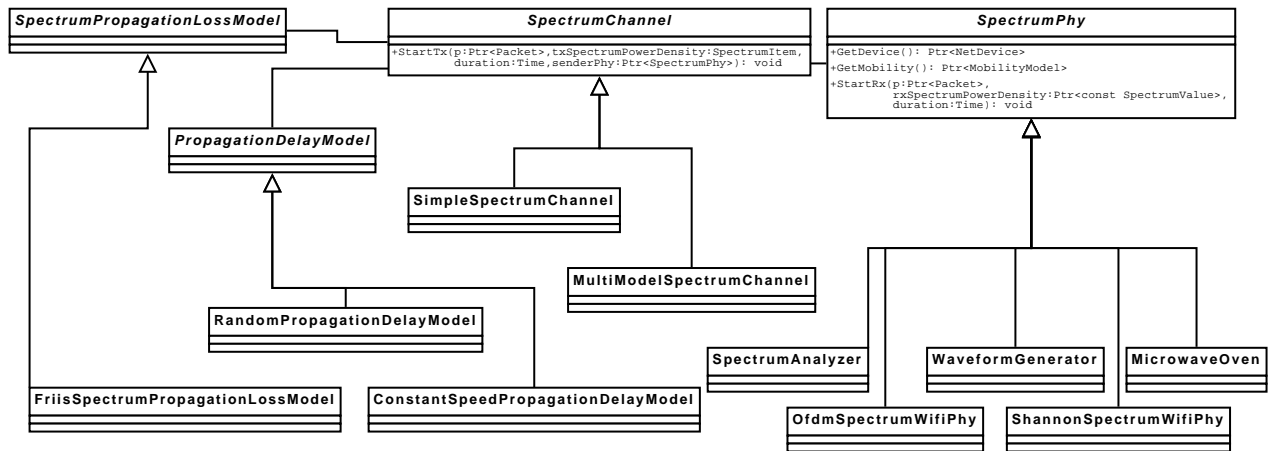 SpectrumPropagationLossModel
SpectrumChannel
+StartTx(p:Ptr<Packet>,txSpectrumPowerDensity:SpectrumItem,
duration:Time,senderPhy:Ptr<SpectrumPhy>): void
SpectrumPhy
+GetDevice(): Ptr<NetDevice>
+GetMobility(): Ptr<MobilityModel>
+StartRx(p:Ptr<Packet>,
rxSpectrumPowerDensity:Ptr<const SpectrumValue>,
duration:Time): void
PropagationDelayModel
SimpleSpectrumChannel
MultiModelSpectrumChannel
RandomPropagationDelayModel
SpectrumAnalyzer
WaveformGenerator
MicrowaveOven
FriisSpectrumPropagationLossModel
ConstantSpeedPropagationDelayModel
OfdmSpectrumWifiPhy
ShannonSpectrumWifiPhy